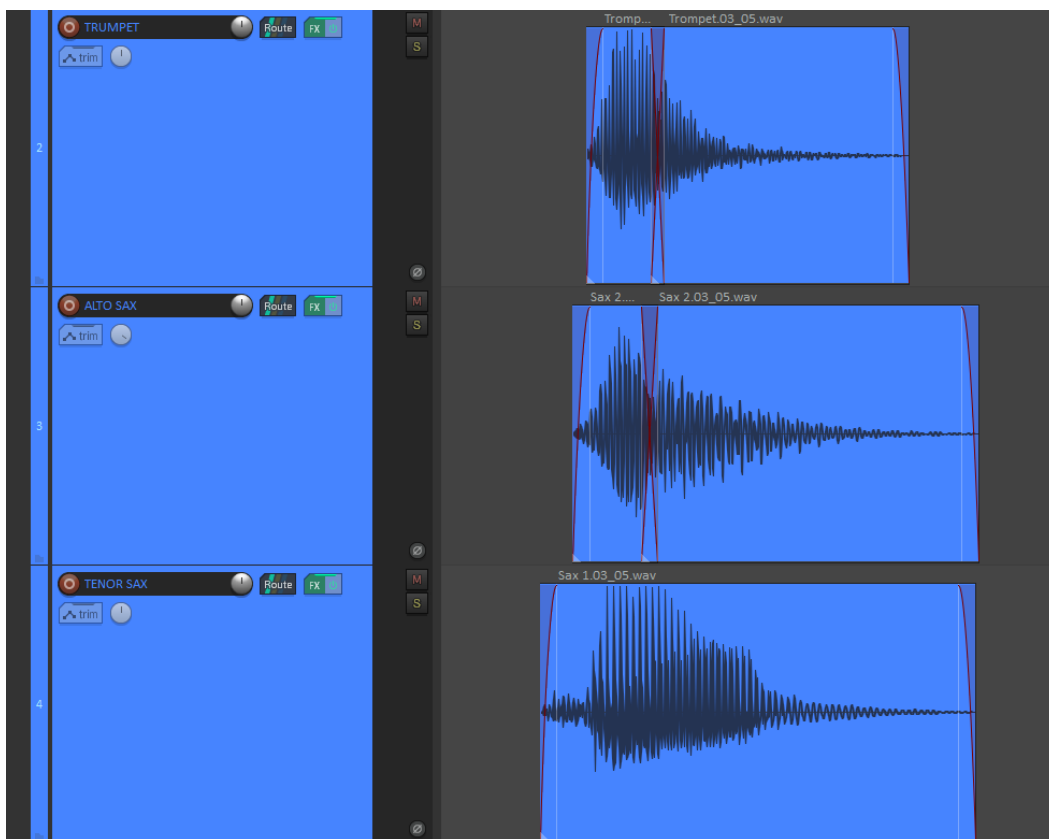 Tromp... Trompet.03_05.wav
TRUMPET Route FX M
S
trim
2
Sax 2.... Sax 2.03_05.wav
ALTO SAX Route FX M
S
trim
3
Sax 1.03_05.wav
TENOR SAX Route FX M
S
trim
4